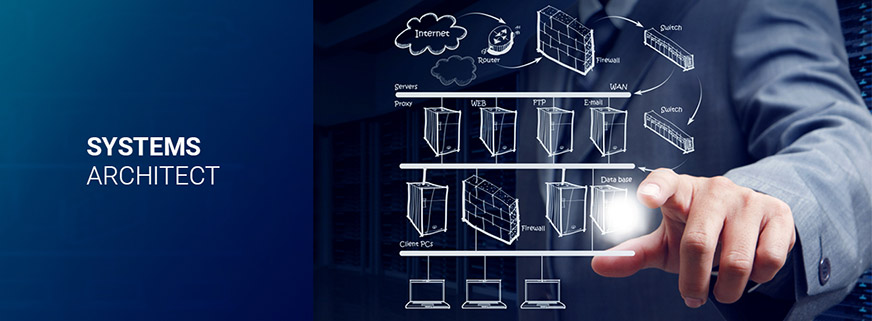 SYSTEMS
ARCHITECT
Internet
Router
Firewall
Switch
Servers
WAN
Proxy
WEB
FTP
E-mail
Switch
Data base
Firewall
Client PCs